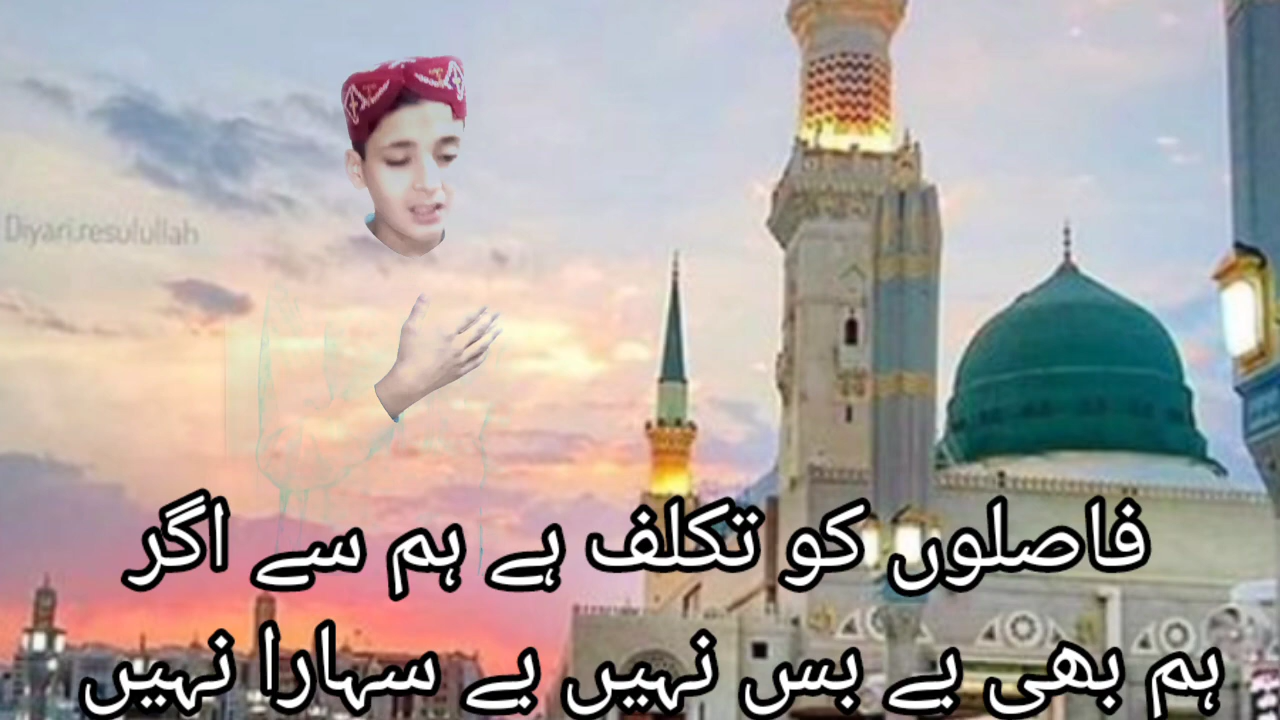 Diyari.resulullah
فاصلوں کو تکلف ہے ہم سے اگر
ہم بھی بے بس نہیں بے سہارا نہیں